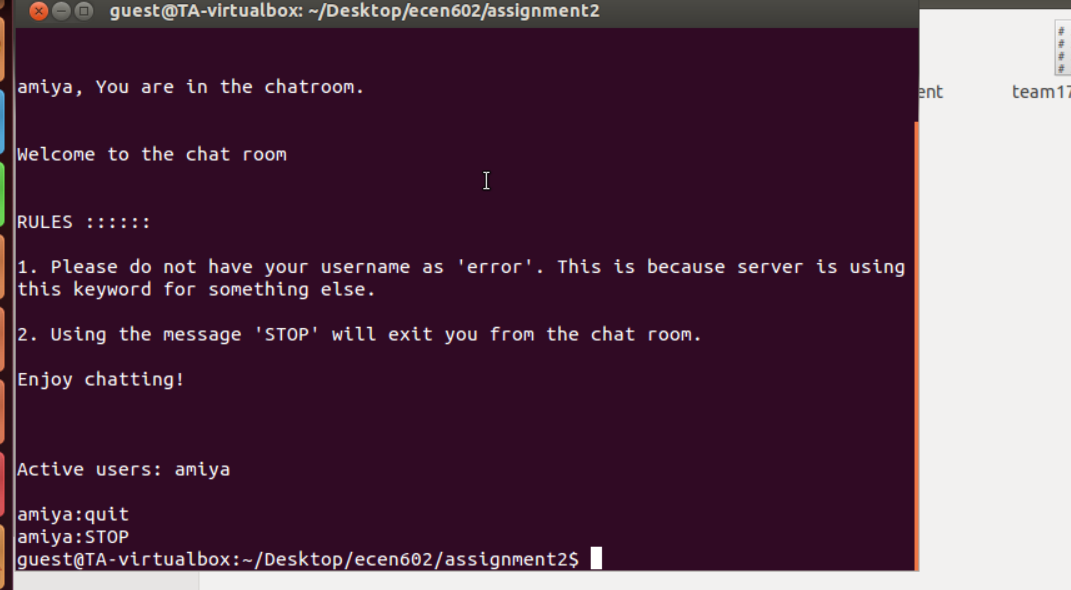 guest@TA-virtualbox: ~/Desktop/ecen602/assignment2
amiya, You are in the chatroom.
Welcome to the chat room
RULES ::::::
1. Please do not have your username as 'error'. This is because server is using
this keyword for something else.
2. Using the message 'STOP' will exit you from the chat room.
Enjoy chatting!
Active users: amiya
amiya:quit
amiya:STOP
guest@TA-virtualbox:~/Desktop/ecen602/assignment2$
#
#
#
#
ent
team17